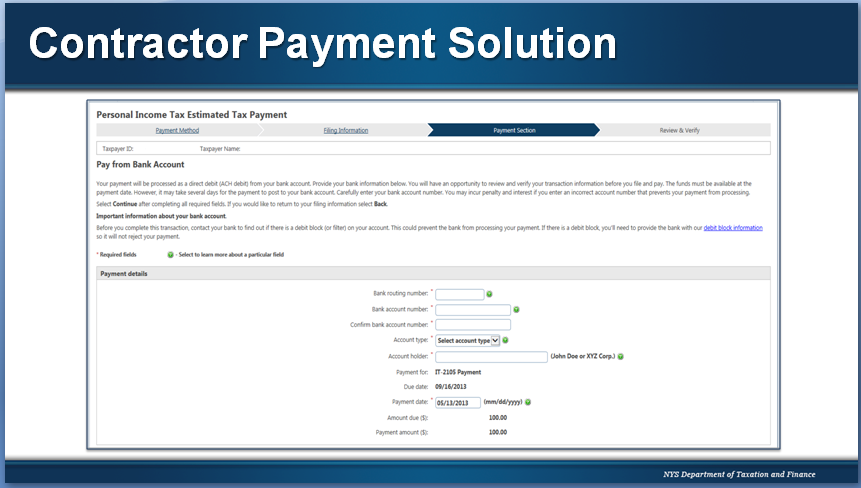 Contractor Payment Solution
Personal Income Tax Estimated Tax Payment
Payment Method Filing Information Payment Section Review & Verify
Taxpayer ID: Taxpayer Name:
Pay from Bank Account
Your payment will be processed as a direct debit (ACH debit) from your bank account. Provide your bank information below. You will have an opportunity to review and verify your transaction information before you file and pay. The funds must be available at the
payment date. However, it may take several days for the payment to post to your bank account. Carefully enter your bank account number. You may incur penalty and interest if you enter an incorrect account number that prevents your payment from processing.
Select Continue after completing all required fields. If you would like to return to your filing information select Back.
Important information about your bank account.
Before you complete this transaction, contact your bank to find out if there is a debit block (or filter) on your account. This could prevent the bank from processing your payment. If there is a debit block, you'll need to provide the bank with our debit block information
so it will not reject your payment.
* Required fields ? - Select to learn more about a particular field
Payment details
Bank routing number: * ?
Bank account number: * ?
Confirm bank account number: *
Account type: * Select account type ?
Account holder: * (John Doe or XYZ Corp.) ?
Payment for: IT-2105 Payment
Due date: 09/16/2013
Payment date: * 05/13/2013 (mm/dd/yyyy) ?
Amount due ($): 100.00
Payment amount ($): 100.00
NYS Department of Taxation and Finance